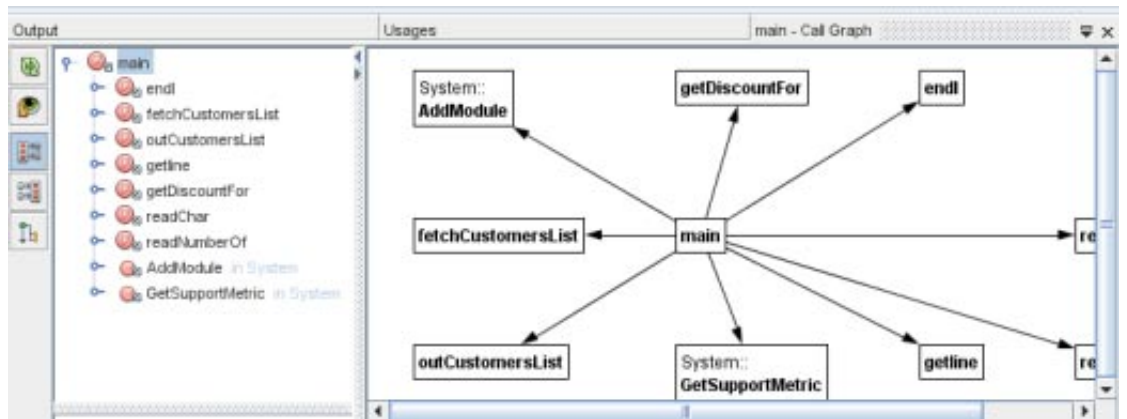 Output
Usages
main - Call Graph
main
endl
fetchCustomersList
outCustomersList
getline
getDiscountFor
readChar
readNumberOf
AddModule in System
GetSupportMetric in System
System::
AddModule
getDiscountFor
endl
fetchCustomersList
main
re
outCustomersList
System::
GetSupportMetric
getline
re